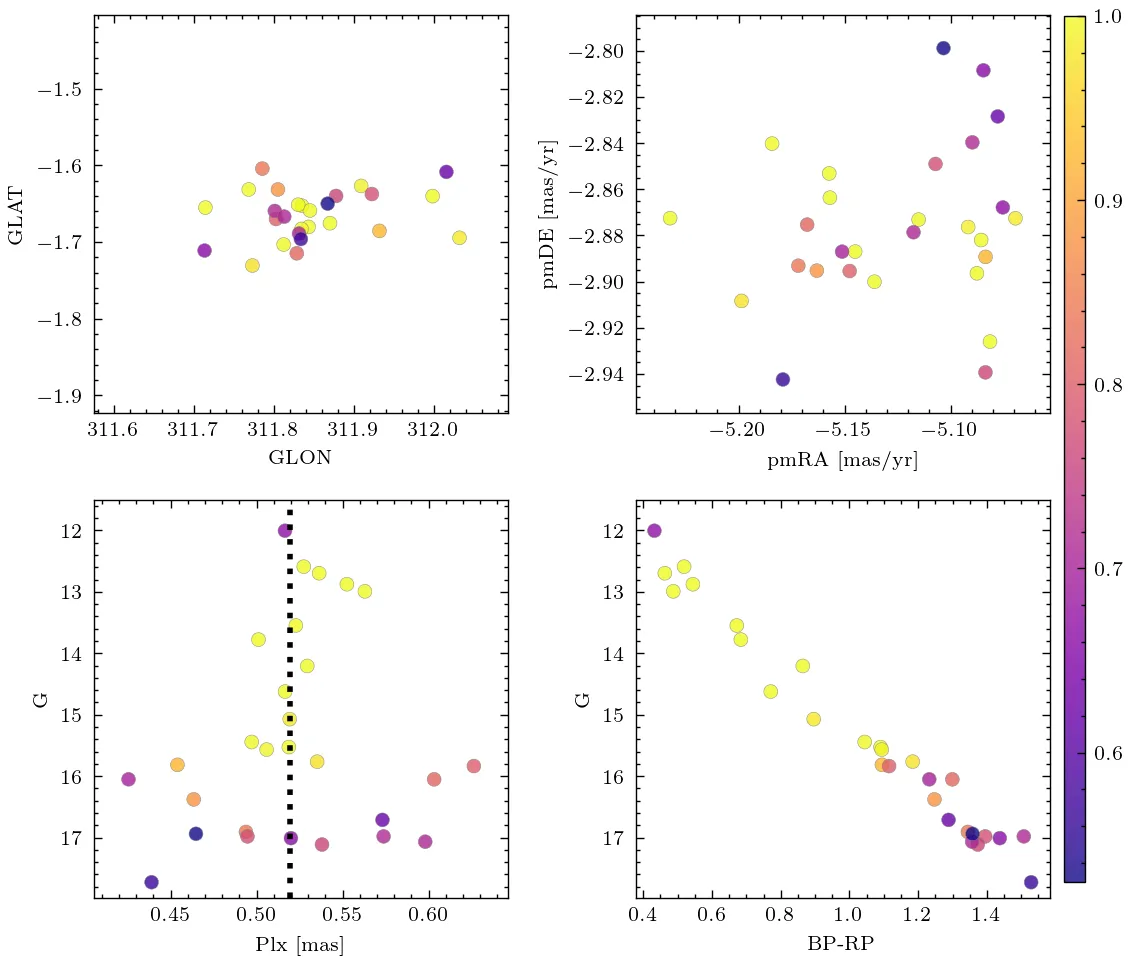 GLAT
−1.5
−1.6
−1.7
−1.8
−1.9
311.6 311.7 311.8 311.9 312.0
GLON
pmDE [mas/yr]
−2.80
−2.82
−2.84
−2.86
−2.88
−2.90
−2.92
−2.94
−5.20 −5.15 −5.10
pmRA [mas/yr]
1.0
0.9
0.8
0.7
0.6
G
12
13
14
15
16
17
0.45 0.50 0.55 0.60
Plx [mas]
G
12
13
14
15
16
17
0.4 0.6 0.8 1.0 1.2 1.4
BP-RP